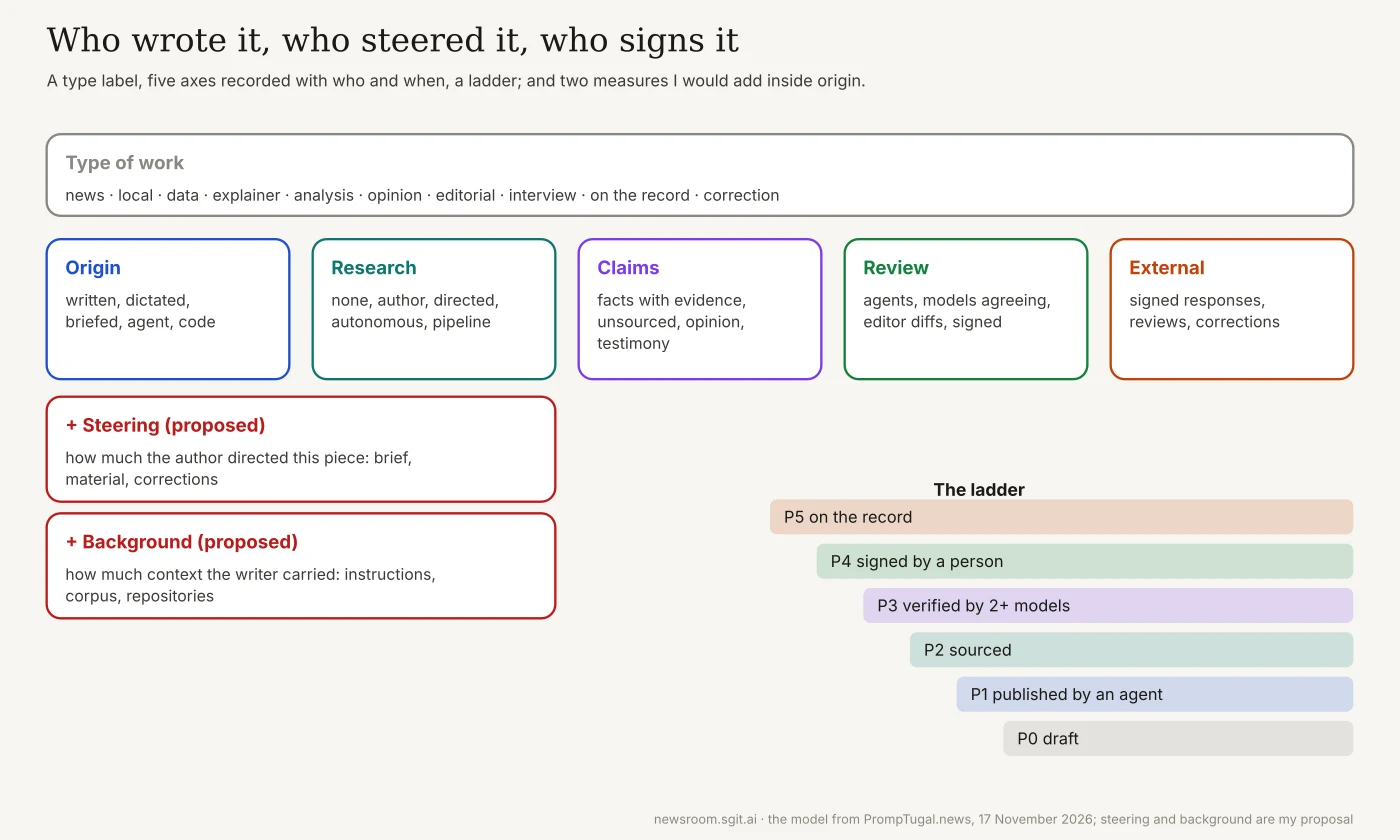 Who wrote it, who steered it, who signs it
A type label, five axes recorded with who and when, a ladder; and two measures I would add inside origin.
Type of work
news · local · data · explainer · analysis · opinion · editorial · interview · on the record · correction
Origin
written, dictated,
briefed, agent, code
Research
none, author, directed,
autonomous, pipeline
Claims
facts with evidence,
unsourced, opinion,
testimony
Review
agents, models agreeing,
editor diffs, signed
External
signed responses,
reviews, corrections
+ Steering (proposed)
how much the author directed this piece: brief,
material, corrections
+ Background (proposed)
how much context the writer carried: instructions,
corpus, repositories
The ladder
P5 on the record
P4 signed by a person
P3 verified by 2+ models
P2 sourced
P1 published by an agent
P0 draft
newsroom.sgit.ai · the model from PrompTugal.news, 17 November 2026; steering and background are my proposal